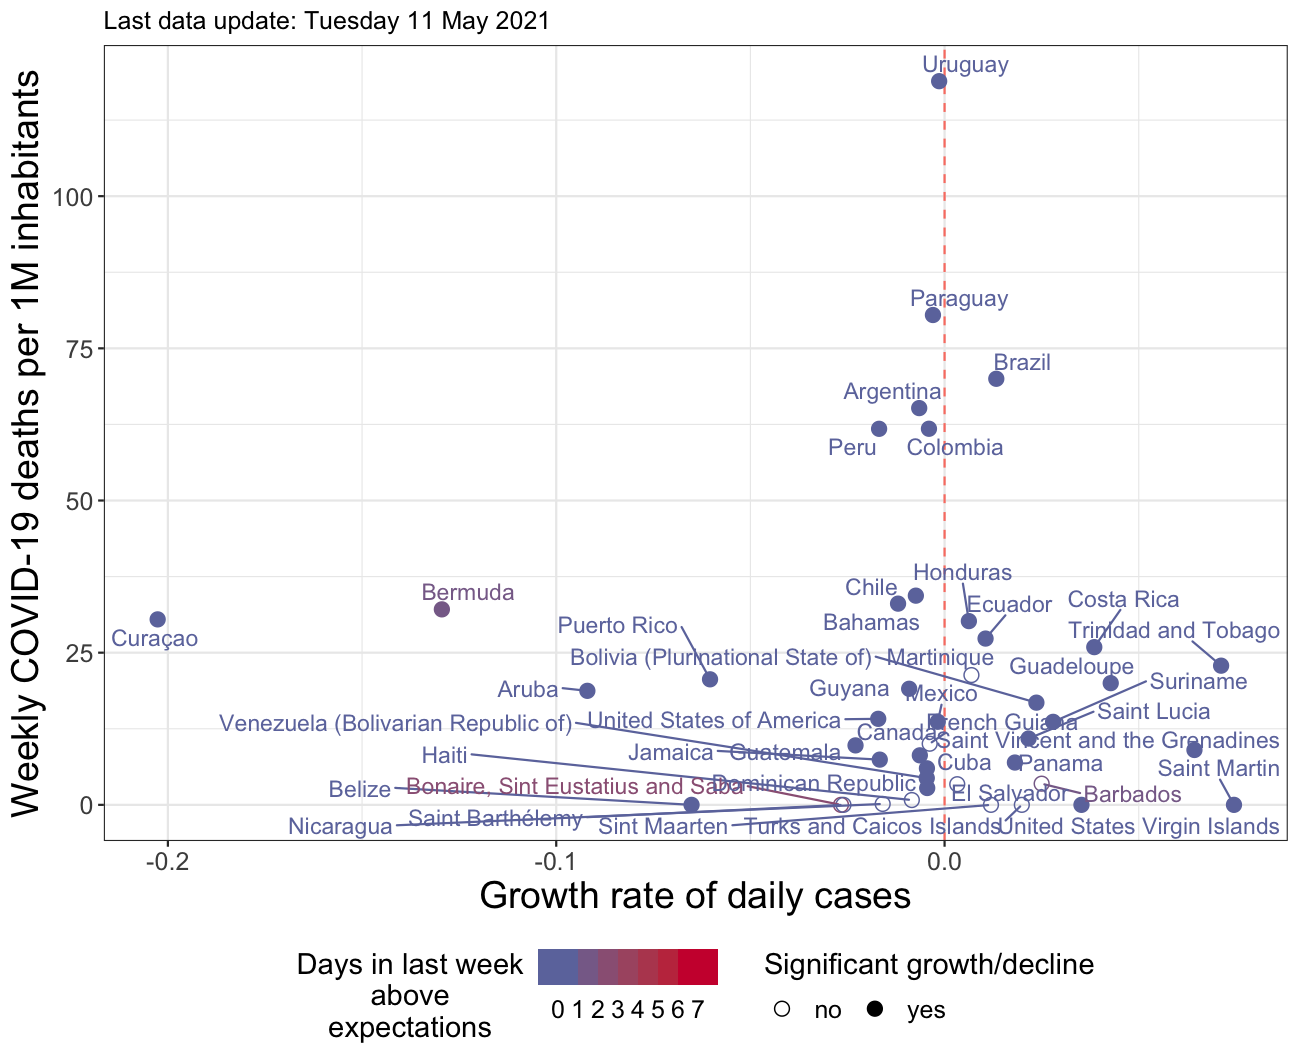 Last data update: Tuesday 11 May 2021
Weekly COVID-19 deaths per 1M inhabitants
100
75
50
25
0
Uruguay
Paraguay
Brazil
Argentina
Peru
Colombia
Honduras
Chile
Bermuda
Ecuador
Costa Rica
Bahamas
Puerto Rico
Trinidad and Tobago
Curaçao
Bolivia (Plurinational State of)
Martinique
Guadeloupe
Aruba
Guyana
Mexico
Suriname
Saint Lucia
Venezuela (Bolivarian Republic of)
United States of America
French Guiana
Canada
Saint Vincent and the Grenadines
Haiti
Jamaica
Guatemala
Cuba
Panama
Saint Martin
Belize
Bonaire, Sint Eustatius and Saba
Dominican Republic
El Salvador
Barbados
Nicaragua
Saint Barthélemy
Sint Maarten
Turks and Caicos Islands
United States Virgin Islands
-0.2
-0.1
0.0
Growth rate of daily cases
Days in last week
above
expectations
0 1 2 3 4 5 6 7
Significant growth/decline
no
yes